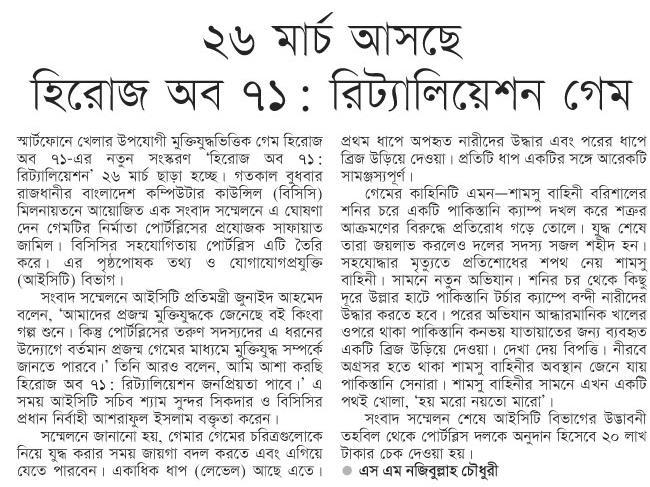 ২৬ মার্চ আসছে
হিরোজ অব ৭১ : রিট্যালিয়েশন গেম
স্মার্টফোনে খেলার উপযোগী মুক্তিযুদ্ধভিত্তিক গেম হিরোজ
অব ৭১-এর নতুন সংস্করণ ‘হিরোজ অব ৭১ :
রিট্যালিয়েশন’ ২৬ মার্চ ছাড়া হচ্ছে। গতকাল বুধবার
রাজধানীর বাংলাদেশ কম্পিউটার কাউন্সিল (বিসিসি)
মিলনায়তনে আয়োজিত এক সংবাদ সম্মেলনে এ ঘোষণা
দেন গেমটির নির্মাতা পোর্টব্লিসের প্রযোজক সাফায়াত
জামিল। বিসিসির সহযোগিতায় পোর্টব্লিস এটি তৈরি
করে। এর পৃষ্ঠপোষক তথ্য ও যোগাযোগপ্রযুক্তি
(আইসিটি) বিভাগ।
সংবাদ সম্মেলনে আইসিটি প্রতিমন্ত্রী জুনাইদ আহমেদ
বলেন, ‘আমাদের প্রজন্ম মুক্তিযুদ্ধকে জেনেছে বই কিংবা
গল্প শুনে। কিন্তু পোর্টব্লিসের তরুণ সদস্যদের এ ধরনের
উদ্যোগে বর্তমান প্রজন্ম গেমের মাধ্যমে মুক্তিযুদ্ধ সম্পর্কে
জানতে পারবে।’ তিনি আরও বলেন, আমি আশা করছি
হিরোজ অব ৭১ : রিট্যালিয়েশন জনপ্রিয়তা পাবে।’ এ
সময় আইসিটি সচিব শ্যাম সুন্দর সিকদার ও বিসিসির
প্রধান নির্বাহী আশরাফুল ইসলাম বক্তৃতা করেন।
সম্মেলনে জানানো হয়, গেমার গেমের চরিত্রগুলোকে
নিয়ে যুদ্ধ করার সময় জায়গা বদল করতে এবং এগিয়ে
যেতে পারবেন। একাধিক ধাপ (লেভেল) আছে এতে।
প্রথম ধাপে অপহৃত নারীদের উদ্ধার এবং পরের ধাপে
ব্রিজ উড়িয়ে দেওয়া। প্রতিটি ধাপ একটির সঙ্গে আরেকটি
সামঞ্জস্যপূর্ণ।
গেমের কাহিনিটি এমন—শামসু বাহিনী বরিশালের
শনির চরে একটি পাকিস্তানি ক্যাম্প দখল করে শত্রুর
আক্রমণের বিরুদ্ধে প্রতিরোধ গড়ে তোলে। যুদ্ধ শেষে
তারা জয়লাভ করলেও দলের সদস্য সজল শহীদ হন।
সহযোদ্ধার মৃত্যুতে প্রতিশোধের শপথ নেয় শামসু
বাহিনী। সামনে নতুন অভিযান। শনির চর থেকে কিছু
দূরে উল্লার হাটে পাকিস্তানি টর্চার ক্যাম্পে বন্দী নারীদের
উদ্ধার করতে হবে। পরের অভিযান আন্ধারমানিক খালের
ওপরে থাকা পাকিস্তানি কনভয় যাতায়াতের জন্য ব্যবহৃত
একটি ব্রিজ উড়িয়ে দেওয়া। দেখা দেয় বিপত্তি। নীরবে
অগ্রসর হতে থাকা শামসু বাহিনীর অবস্থান জেনে যায়
পাকিস্তানি সেনারা। শামসু বাহিনীর সামনে এখন একটি
পথই খোলা, ‘হয় মরো নয়তো মারো’।
সংবাদ সম্মেলন শেষে আইসিটি বিভাগের উদ্ভাবনী
তহবিল থেকে পোর্টব্লিস দলকে অনুদান হিসেবে ২০ লাখ
টাকার চেক দেওয়া হয়।
● এস এম নজিবুল্লাহ চৌধুরী